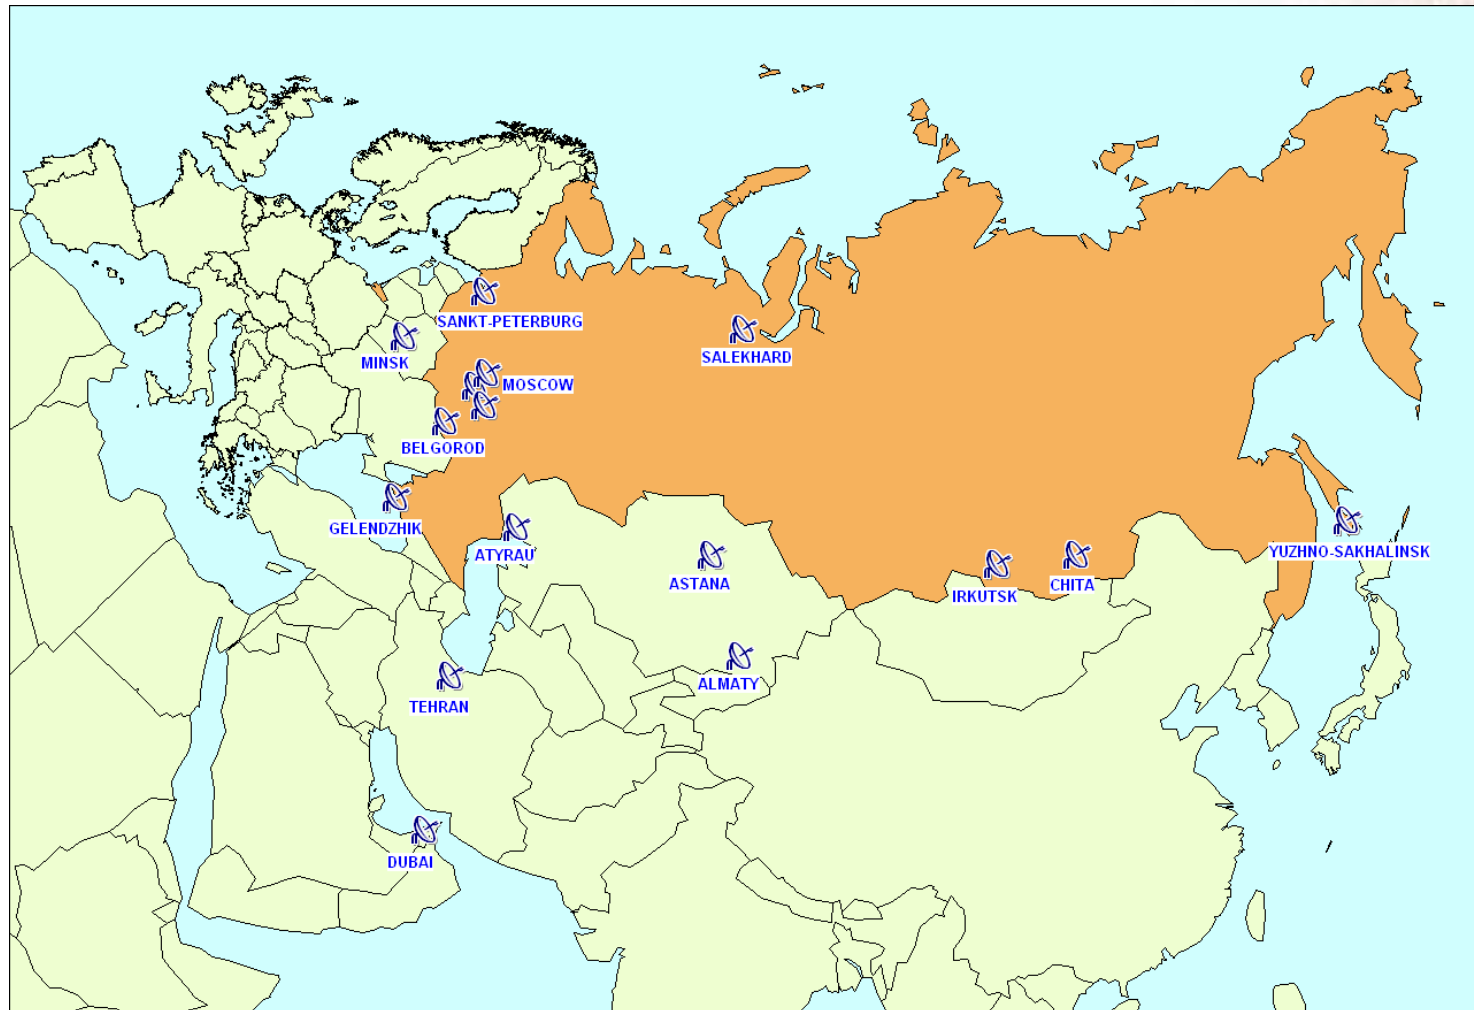 SANKT-PETERBURG
MINSK
SALEKHARD
MOSCOW
BELGOROD
GELENDZHIK
ATYRAU
YUZHNO-SAKHALINSK
ASTANA
CHITA
IRKUTSK
ALMATY
TEHRAN
DUBAI